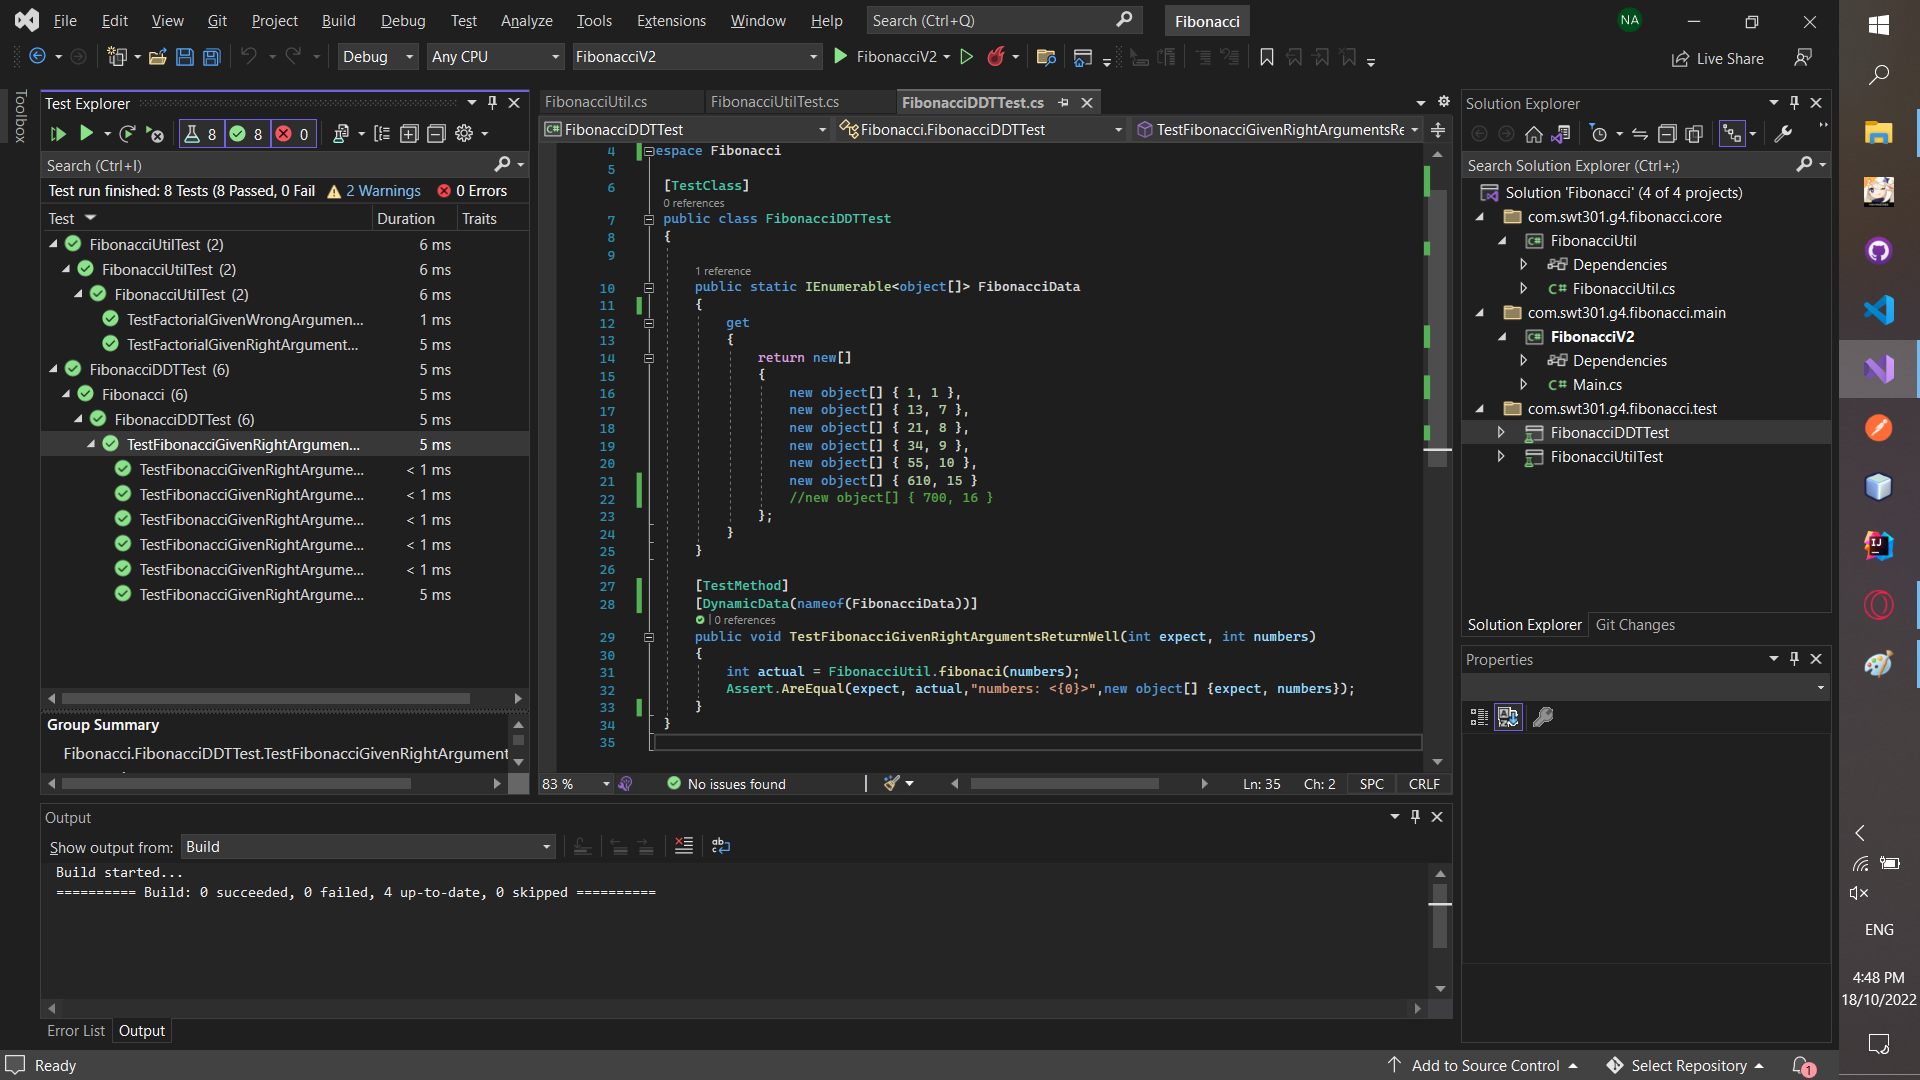 File Edit View Git Project Build Debug Test Analyze Tools Extensions Window Help Search (Ctrl+Q) Fibonacci NA
Debug Any CPU FibonacciV2 FibonacciV2 Live Share
Toolbox
Test Explorer
8 8 0
Search (Ctrl+I)
Test run finished: 8 Tests (8 Passed, 0 Fail 2 Warnings 0 Errors
Test Duration Traits
FibonacciUtilTest (2) 6 ms
FibonacciUtilTest (2) 6 ms
FibonacciUtilTest (2) 6 ms
TestFactorialGivenWrongArgumen... 1 ms
TestFactorialGivenRightArgument... 5 ms
FibonacciDDTTest (6) 5 ms
Fibonacci (6) 5 ms
FibonacciDDTTest (6) 5 ms
TestFibonacciGivenRightArgumen... 5 ms
TestFibonacciGivenRightArgume... < 1 ms
TestFibonacciGivenRightArgume... < 1 ms
TestFibonacciGivenRightArgume... < 1 ms
TestFibonacciGivenRightArgume... < 1 ms
TestFibonacciGivenRightArgume... < 1 ms
TestFibonacciGivenRightArgume... 5 ms
Group Summary
Fibonacci.FibonacciDDTTest.TestFibonacciGivenRightArgument
FibonacciUtil.cs FibonacciUtilTest.cs FibonacciDDTTest.cs
FibonacciDDTTest Fibonacci.FibonacciDDTTest TestFibonacciGivenRightArgumentsRe
4 espace Fibonacci
5
6 [TestClass]
0 references
7 public class FibonacciDDTTest
8 {
9
1 reference
10 public static IEnumerable<object[]> FibonacciData
11 {
12 get
13 {
14 return new[]
15 {
16 new object[] { 1, 1 },
17 new object[] { 13, 7 },
18 new object[] { 21, 8 },
19 new object[] { 34, 9 },
20 new object[] { 55, 10 },
21 new object[] { 610, 15 }
22 //new object[] { 700, 16 }
23 };
24 }
25 }
26
27 [TestMethod]
28 [DynamicData(nameof(FibonacciData))]
| 0 references
29 public void TestFibonacciGivenRightArgumentsReturnWell(int expect, int numbers)
30 {
31 int actual = FibonacciUtil.fibonaci(numbers);
32 Assert.AreEqual(expect, actual,"numbers: <{0}>",new object[] {expect, numbers});
33 }
34 }
35
83 % No issues found Ln: 35 Ch: 2 SPC CRLF
Output
Show output from: Build
Build started...
========== Build: 0 succeeded, 0 failed, 4 up-to-date, 0 skipped ==========
Error List Output
Solution Explorer
Search Solution Explorer (Ctrl+;)
Solution 'Fibonacci' (4 of 4 projects)
com.swt301.g4.fibonacci.core
FibonacciUtil
Dependencies
C# FibonacciUtil.cs
com.swt301.g4.fibonacci.main
FibonacciV2
Dependencies
C# Main.cs
com.swt301.g4.fibonacci.test
FibonacciDDTTest
FibonacciUtilTest
Solution Explorer Git Changes
Properties
Ready Add to Source Control Select Repository 1
ENG
4:48 PM
18/10/2022